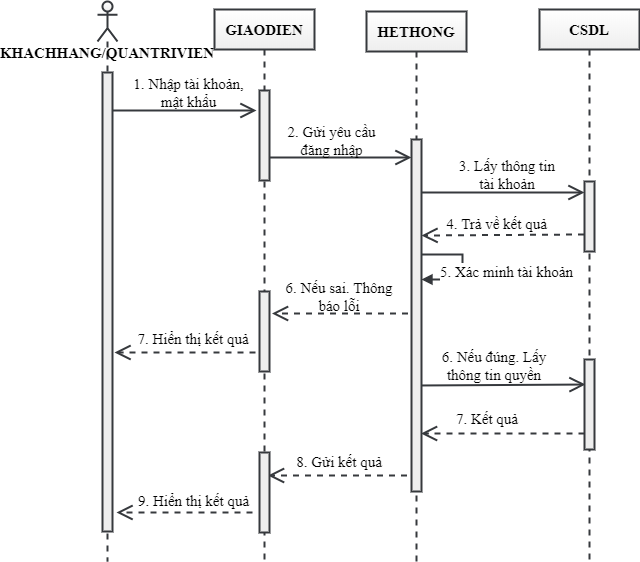 GIAODIEN
HETHONG
CSDL
KHACHHANG/QUANTRIVIEN
1. Nhập tài khoản,
mật khẩu
2. Gửi yêu cầu
đăng nhập
3. Lấy thông tin
tài khoản
4. Trả về kết quả
5. Xác minh tài khoản
6. Nếu sai. Thông
báo lỗi
7. Hiển thị kết quả
6. Nếu đúng. Lấy
thông tin quyền
7. Kết quả
8. Gửi kết quả
9. Hiển thị kết quả